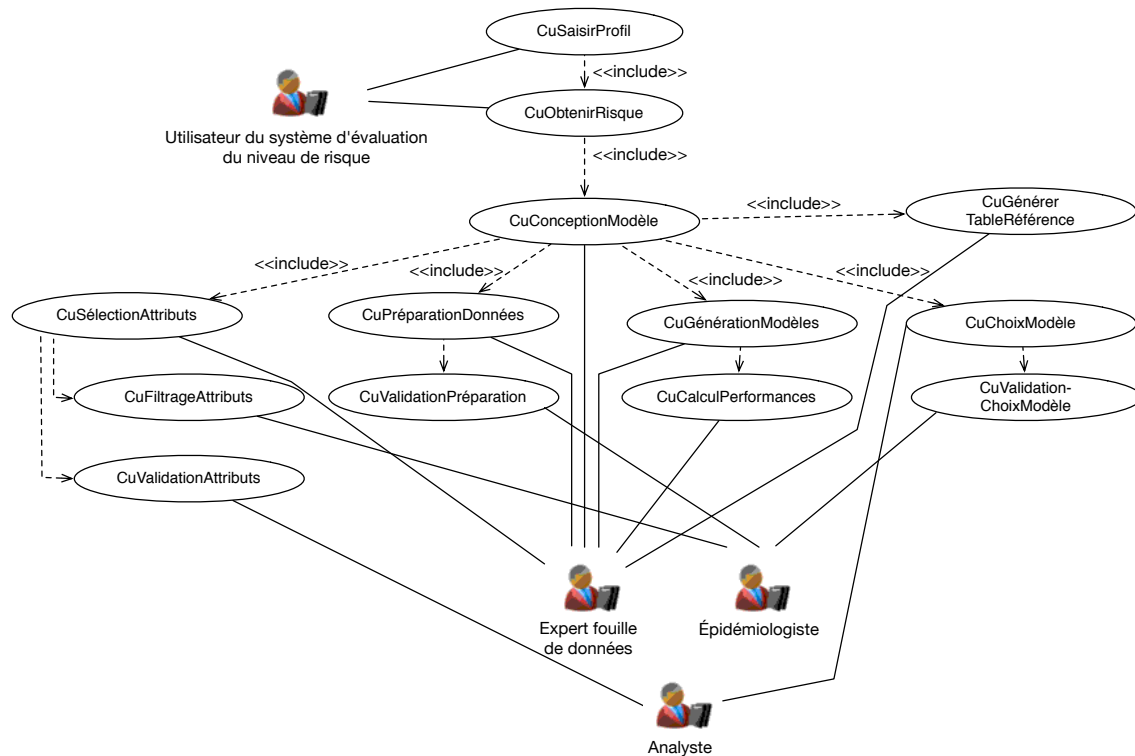 CuSaisirProfil
<<include>>
CuObtenirRisque
Utilisateur du système d'évaluation
du niveau de risque
<<include>>
<<include>>
CuGénérer
TableRéférence
CuConceptionModèle
<<include>>
<<include>>
<<include>>
<<include>>
CuSélectionAttributs
CuPréparationDonnées
CuGénérationModèles
CuChoixModèle
CuFiltrageAttributs
CuValidationPréparation
CuCalculPerformances
CuValidation-
ChoixModèle
CuValidationAttributs
Expert fouille
de données
Épidémiologiste
Analyste